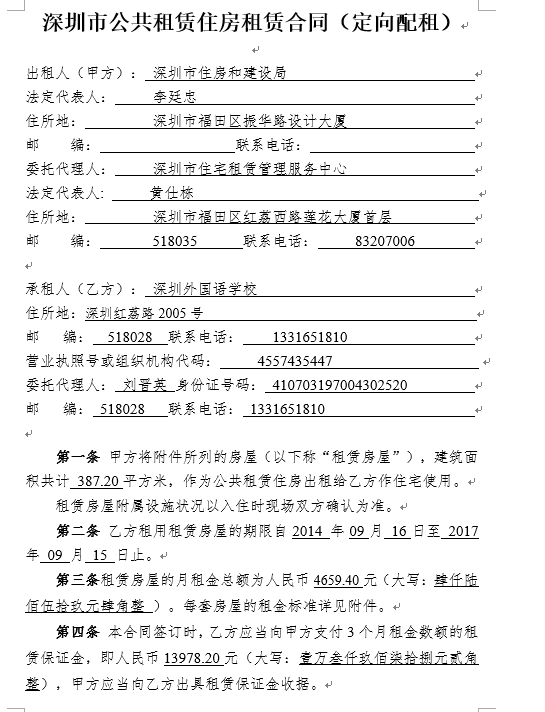 深圳市公共租赁住房租赁合同（定向配租）
出租人（甲方）： 深圳市住房和建设局
法定代表人： 李廷忠
住所地： 深圳市福田区振华路设计大厦
邮 编： 联系电话：
委托代理人： 深圳市住宅租赁管理服务中心
法定代表人: 黄仕栋
住所地： 深圳市福田区红荔西路莲花大厦首层
邮 编： 518035 联系电话： 83207006
承租人（乙方）： 深圳外国语学校
住所地：深圳红荔路 2005 号
邮 编： 518028 联系电话： 1331651810
营业执照号或组织机构代码： 4557435447
委托代理人： 刘晋英 身份证号码： 410703197004302520
邮 编： 518028 联系电话： 1331651810
第一条 甲方将附件所列的房屋（以下称“租赁房屋”），建筑面
积共计 387.20 平方米，作为公共租赁住房出租给乙方作住宅使用。
租赁房屋附属设施状况以入住时现场双方确认为准。
第二条 乙方租用租赁房屋的期限自 2014 年 09 月 16 日至 2017
年 09 月 15 日止。
第三条租赁房屋的月租金总额为人民币 4659.40 元（大写：肆仟陆
佰伍拾玖元肆角整 ）。每套房屋的租金标准详见附件。
第四条 本合同签订时，乙方应当向甲方支付 3 个月租金数额的租
赁保证金，即人民币 13978.20 元（大写：壹万叁仟玖佰柒拾捌元贰角
整），甲方应当向乙方出具租赁保证金收据。